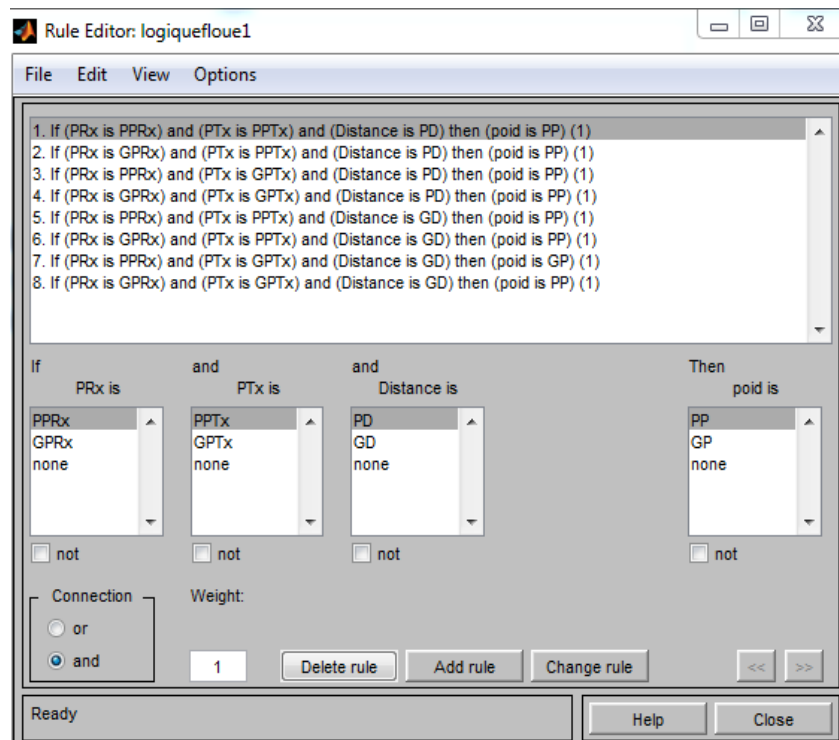 Rule Editor: logiquefloue1
File Edit View Options
1. If (PRx is PPRx) and (PTx is PPTx) and (Distance is PD) then (poid is PP) (1)
2. If (PRx is GPRx) and (PTx is PPTx) and (Distance is PD) then (poid is PP) (1)
3. If (PRx is PPRx) and (PTx is GPTx) and (Distance is PD) then (poid is PP) (1)
4. If (PRx is GPRx) and (PTx is GPTx) and (Distance is PD) then (poid is PP) (1)
5. If (PRx is PPRx) and (PTx is PPTx) and (Distance is GD) then (poid is PP) (1)
6. If (PRx is GPRx) and (PTx is PPTx) and (Distance is GD) then (poid is PP) (1)
7. If (PRx is PPRx) and (PTx is GPTx) and (Distance is GD) then (poid is GP) (1)
8. If (PRx is GPRx) and (PTx is GPTx) and (Distance is GD) then (poid is PP) (1)
If and and Then
PRx is PTx is Distance is poid is
PPRx PPTx PD PP
GPRx GPTx GD GP
none none none none
not not not not
Connection Weight:
or
and 1 Delete rule Add rule Change rule << >>
Ready Help Close